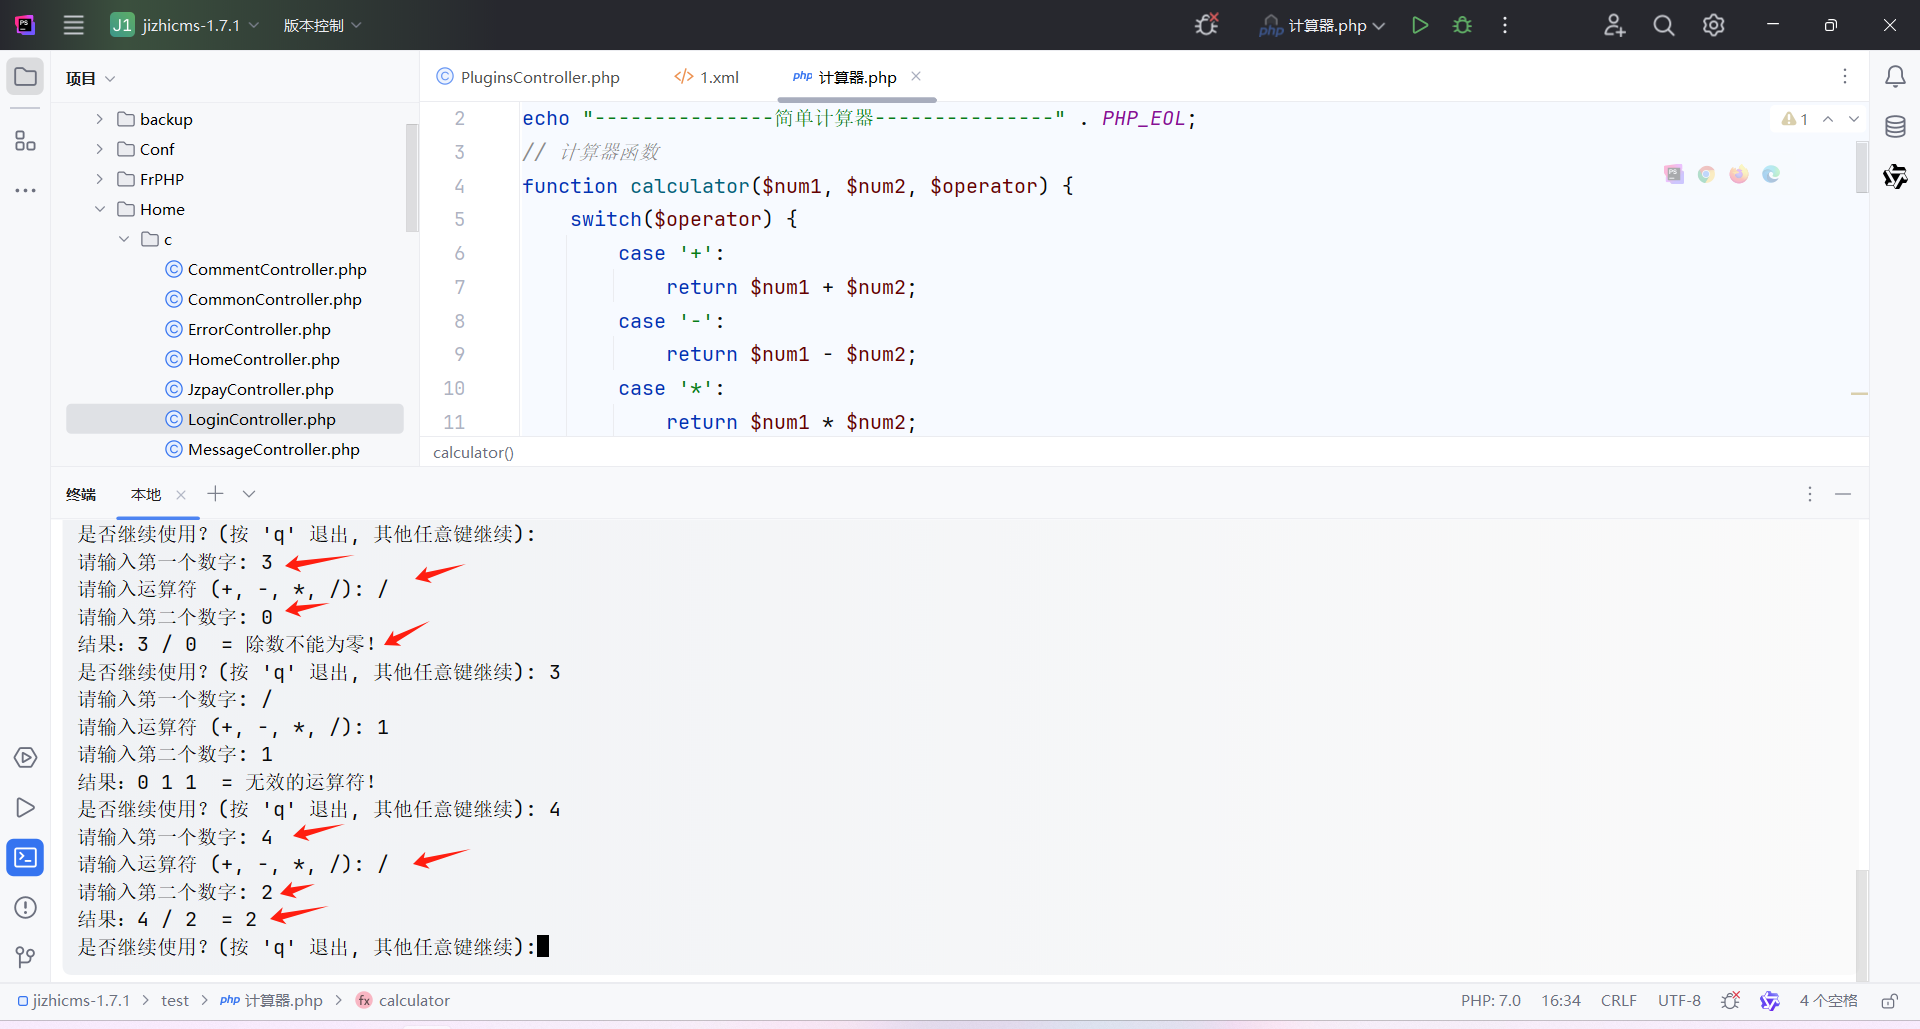 J1 jizhicms-1.7.1 版本控制 php 计算器.php
项目
backup
Conf
FrPHP
Home
c
CommentController.php
CommonController.php
ErrorController.php
HomeController.php
JzpayController.php
LoginController.php
MessageController.php
PluginsController.php 1.xml php 计算器.php
2 echo "---------------简单计算器---------------" . PHP_EOL;
1
3 // 计算器函数
4 function calculator($num1, $num2, $operator) {
5 switch($operator) {
6 case '+':
7 return $num1 + $num2;
8 case '-':
9 return $num1 - $num2;
10 case '*':
11 return $num1 * $num2;
calculator()
终端 本地
是否继续使用？(按 'q' 退出, 其他任意键继续):
请输入第一个数字: 3
请输入运算符 (+, -, *, /): /
请输入第二个数字: 0
结果: 3 / 0  = 除数不能为零!
是否继续使用？(按 'q' 退出, 其他任意键继续): 3
请输入第一个数字: /
请输入运算符 (+, -, *, /): 1
请输入第二个数字: 1
结果: 0 1 1  = 无效的运算符!
是否继续使用？(按 'q' 退出, 其他任意键继续): 4
请输入第一个数字: 4
请输入运算符 (+, -, *, /): /
请输入第二个数字: 2
结果: 4 / 2  = 2
是否继续使用？(按 'q' 退出, 其他任意键继续):
jizhicms-1.7.1 > test > php 计算器.php > fx calculator
PHP: 7.0 16:34 CRLF UTF-8 4 个空格